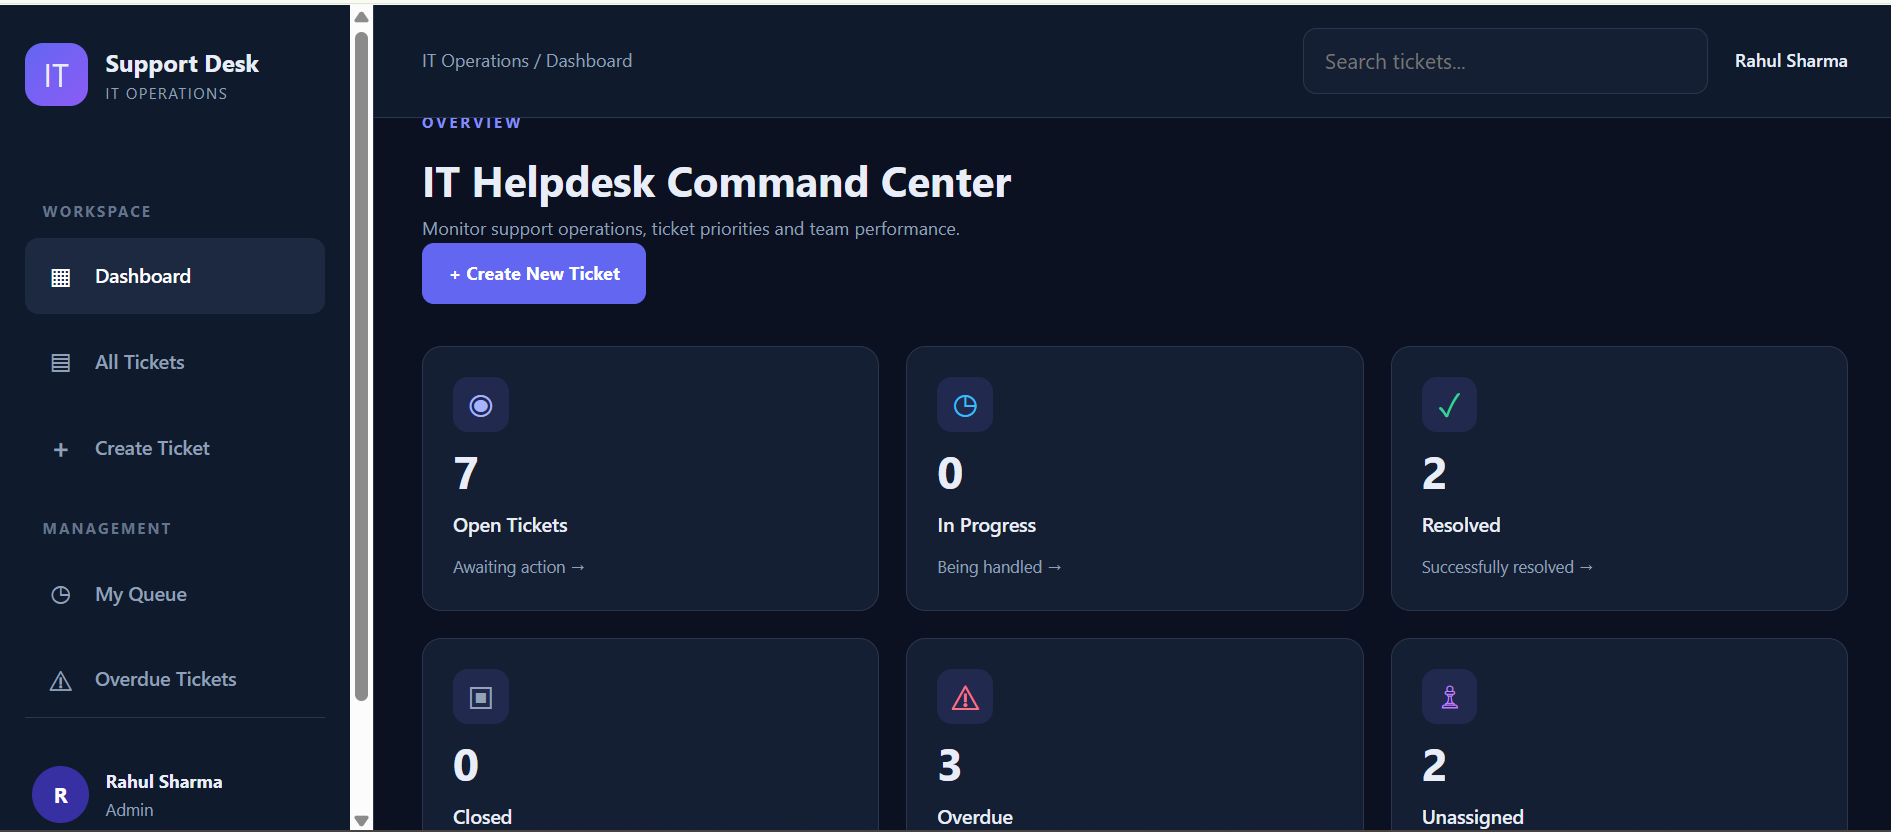 IT
Support Desk
IT OPERATIONS
WORKSPACE
Dashboard
All Tickets
+ Create Ticket
MANAGEMENT
My Queue
Overdue Tickets
R
Rahul Sharma
Admin
IT Operations / Dashboard
Search tickets...
Rahul Sharma
OVERVIEW
IT Helpdesk Command Center
Monitor support operations, ticket priorities and team performance.
+ Create New Ticket
7
Open Tickets
Awaiting action →
0
In Progress
Being handled →
2
Resolved
Successfully resolved →
0
Closed
3
Overdue
2
Unassigned